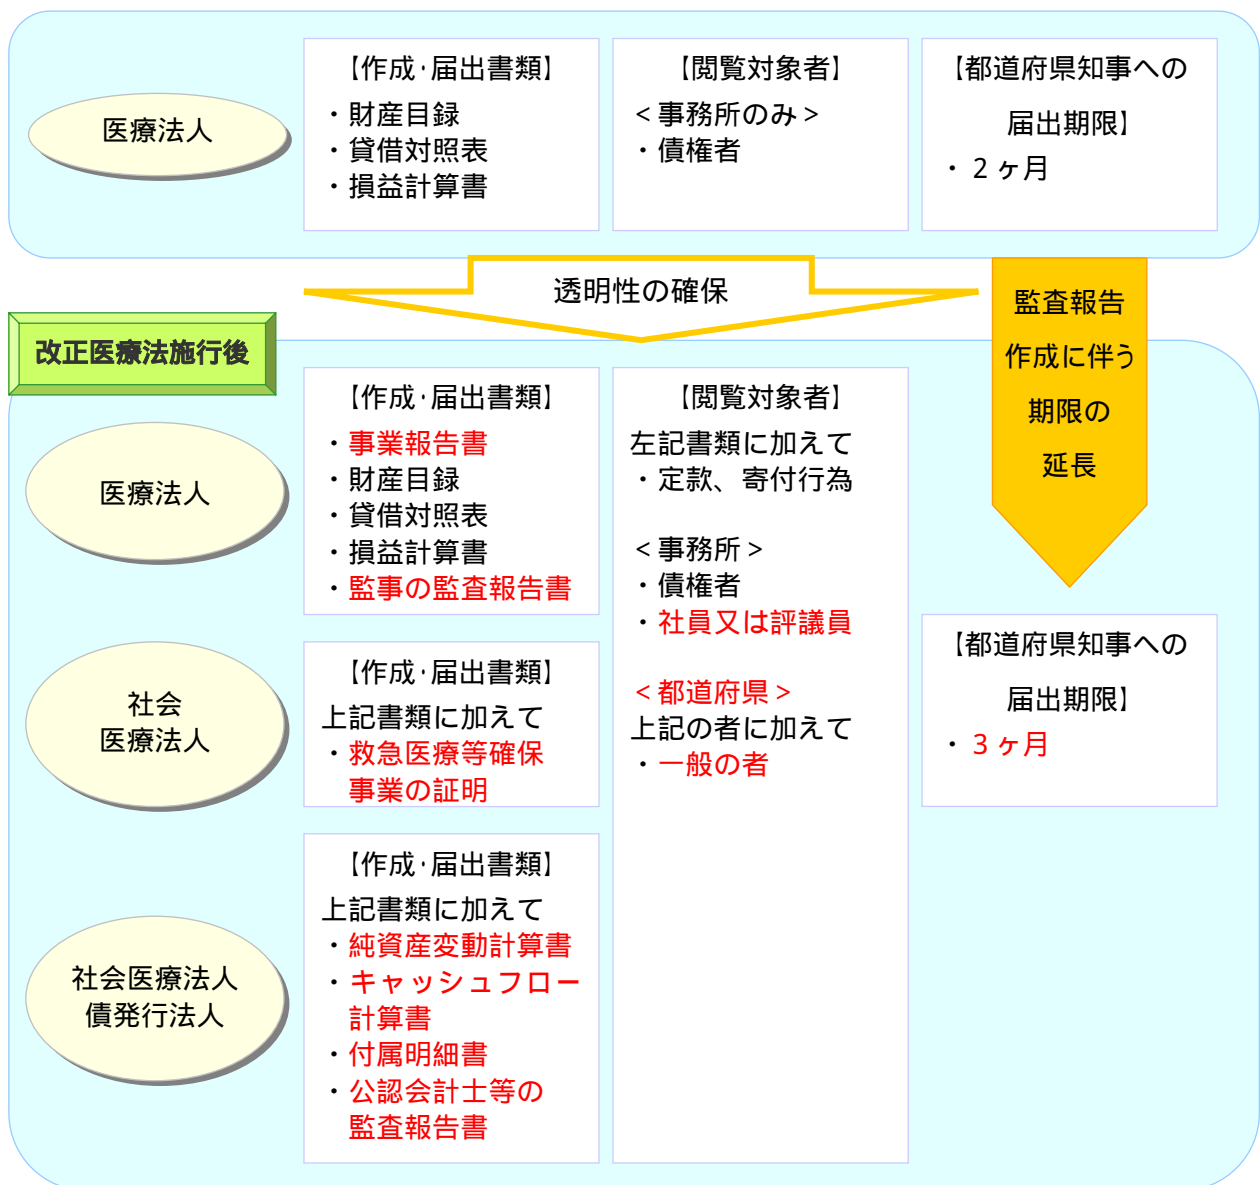 医療法人
【作成・届出書類】
・財産目録
・貸借対照表
・損益計算書
【閲覧対象者】
＜事務所のみ＞
・債権者
【都道府県知事への
届出期限】
・２ヶ月
透明性の確保
監査報告
作成に伴う
期限の
延長
改正医療法施行後
医療法人
【作成・届出書類】
・事業報告書
・財産目録
・貸借対照表
・損益計算書
・監事の監査報告書
【閲覧対象者】
左記書類に加えて
・定款、寄付行為
＜事務所＞
・債権者
・社員又は評議員
＜都道府県＞
上記の者に加えて
・一般の者
【都道府県知事への
届出期限】
・３ヶ月
社会
医療法人
【作成・届出書類】
上記書類に加えて
・救急医療等確保
事業の証明
社会医療法人
債発行法人
【作成・届出書類】
上記書類に加えて
・純資産変動計算書
・キャッシュフロー
計算書
・付属明細書
・公認会計士等の
監査報告書